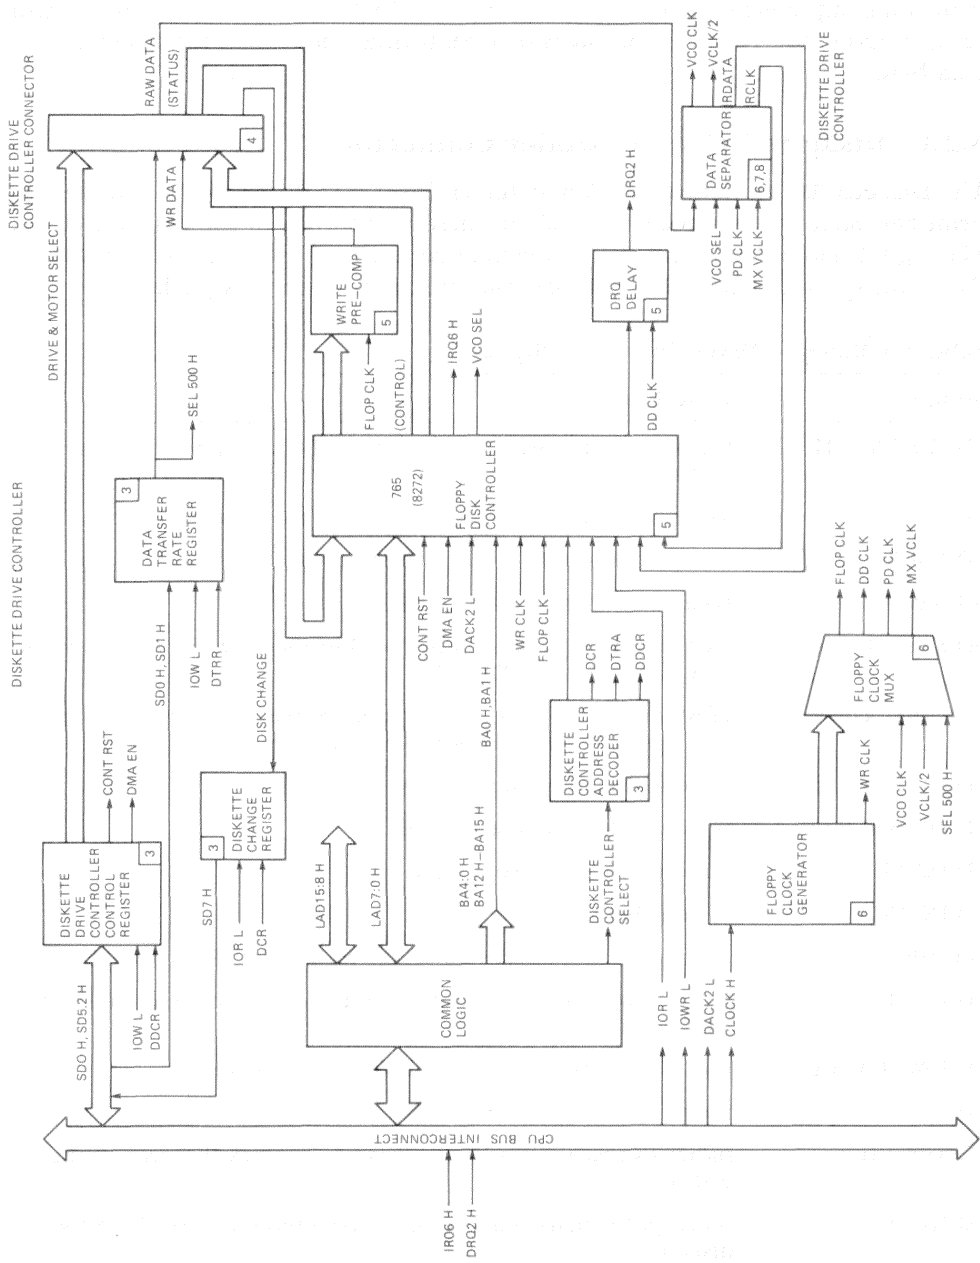 DISKETTE DRIVE CONTROLLER
DISKETTE DRIVE
CONTROLLER CONNECTOR
DISKETTE DRIVE
CONTROLLER
CPU BUS INTERCONNECT
IRO6 H
DRQ2 H
SD0 H, SD5.2 H
IOW L
DDCR
DISKETTE
DRIVE
CONTROLLER
CONTROL
REGISTER
3
CONT RST
DMA EN
DRIVE & MOTOR SELECT
SD0 H, SD1 H
IOW L
DTRR
DATA
TRANSFER
RATE
REGISTER
3
SEL 500 H
SD7 H
IOR L
DCR
DISKETTE
CHANGE
REGISTER
3
DISK CHANGE
4
RAW DATA
(STATUS)
WR DATA
WRITE
PRE-COMP
5
FLOP CLK
(CONTROL)
COMMON
LOGIC
LAD15:8 H
LAD7:0 H
BA4:0 H
BA12 H-BA15 H
BA0 H,BA1 H
DISKETTE
CONTROLLER
SELECT
DISKETTE
CONTROLLER
ADDRESS
DECODER
3
DCR
DTRA
DDCR
CONT RST
DMA EN
DACK2 L
WR CLK
FLOP CLK
765
(8272)
FLOPPY
DISK
CONTROLLER
5
IRQ6 H
VCO SEL
DD CLK
DRQ
DELAY
5
DRQ2 H
VCO SEL
PD CLK
MX VCLK
DATA
SEPARATOR
6,7,8
VCO CLK
VCLK/2
RDATA
RCLK
IOR L
IOWR L
DACK2 L
CLOCK H
FLOPPY
CLOCK
GENERATOR
6
WR CLK
VCO CLK
VCLK/2
SEL 500 H
FLOPPY
CLOCK
MUX
6
FLOP CLK
DD CLK
PD CLK
MX VCLK